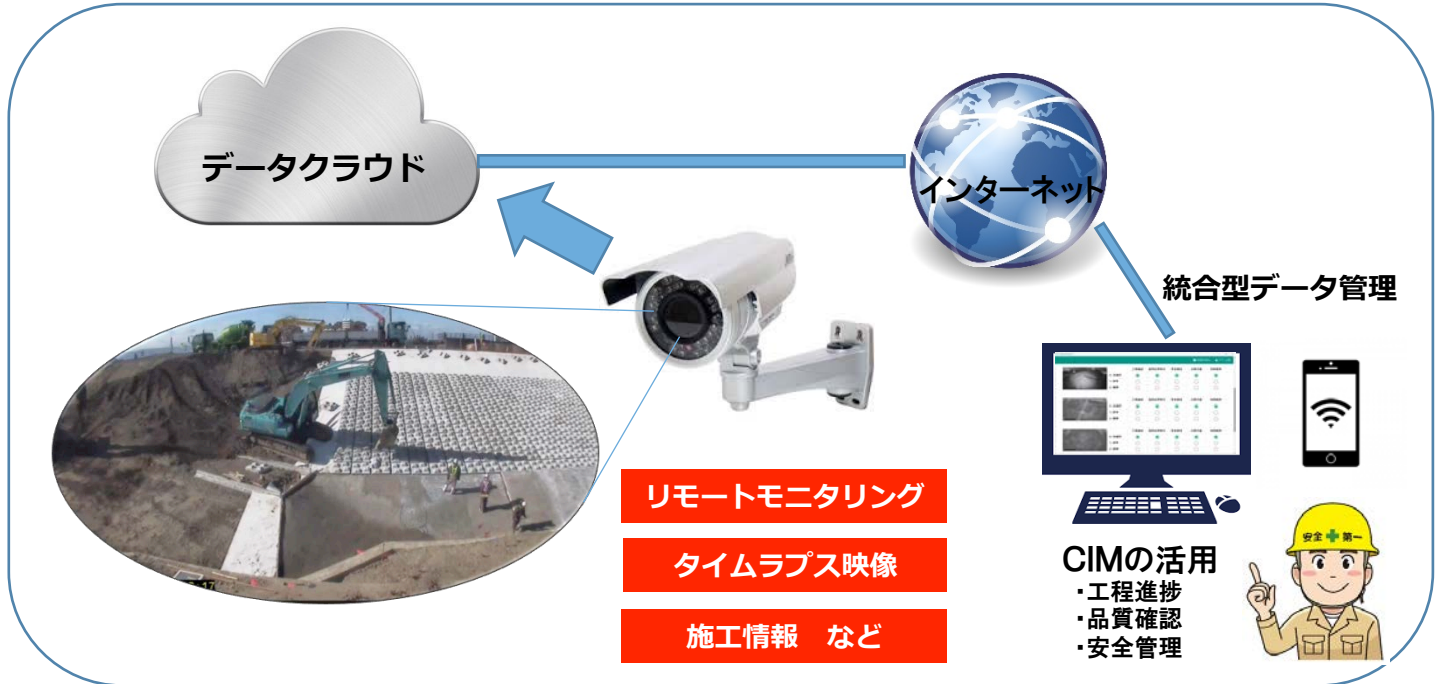 データクラウド
インターネット
統合型データ管理
リモートモニタリング
タイムラプス映像
施工情報　など
CIMの活用
・工程進捗
・品質確認
・安全管理
安全 第一